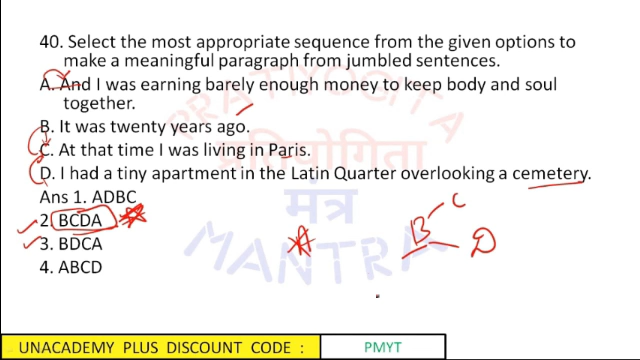 40. Select the most appropriate sequence from the given options to
make a meaningful paragraph from jumbled sentences.
A. And I was earning barely enough money to keep body and soul
together.
B. It was twenty years ago.
C. At that time I was living in Paris.
D. I had a tiny apartment in the Latin Quarter overlooking a cemetery.
Ans 1. ADBC
2. BCDA
3. BDCA
4. ABCD
B
C
D
PRATIYOGITA
प्रतियोगिता
मंत्र
MANTRA
UNACADEMY PLUS DISCOUNT CODE :
PMYT